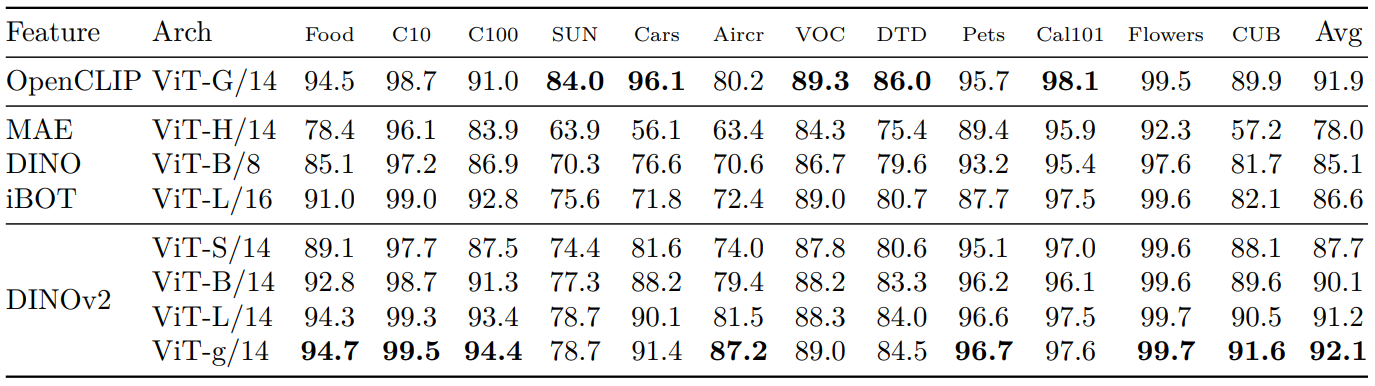 Feature Arch Food C10 C100 SUN Cars Aircr VOC DTD Pets Cal101 Flowers CUB Avg
OpenCLIP ViT-G/14 94.5 98.7 91.0 84.0 96.1 80.2 89.3 86.0 95.7 98.1 99.5 89.9 91.9
MAE ViT-H/14 78.4 96.1 83.9 63.9 56.1 63.4 84.3 75.4 89.4 95.9 92.3 57.2 78.0
DINO ViT-B/8 85.1 97.2 86.9 70.3 76.6 70.6 86.7 79.6 93.2 95.4 97.6 81.7 85.1
iBOT ViT-L/16 91.0 99.0 92.8 75.6 71.8 72.4 89.0 80.7 87.7 97.5 99.6 82.1 86.6
DINOv2
ViT-S/14 89.1 97.7 87.5 74.4 81.6 74.0 87.8 80.6 95.1 97.0 99.6 88.1 87.7
ViT-B/14 92.8 98.7 91.3 77.3 88.2 79.4 88.2 83.3 96.2 96.1 99.6 89.6 90.1
ViT-L/14 94.3 99.3 93.4 78.7 90.1 81.5 88.3 84.0 96.6 97.5 99.7 90.5 91.2
ViT-g/14 94.7 99.5 94.4 78.7 91.4 87.2 89.0 84.5 96.7 97.6 99.7 91.6 92.1